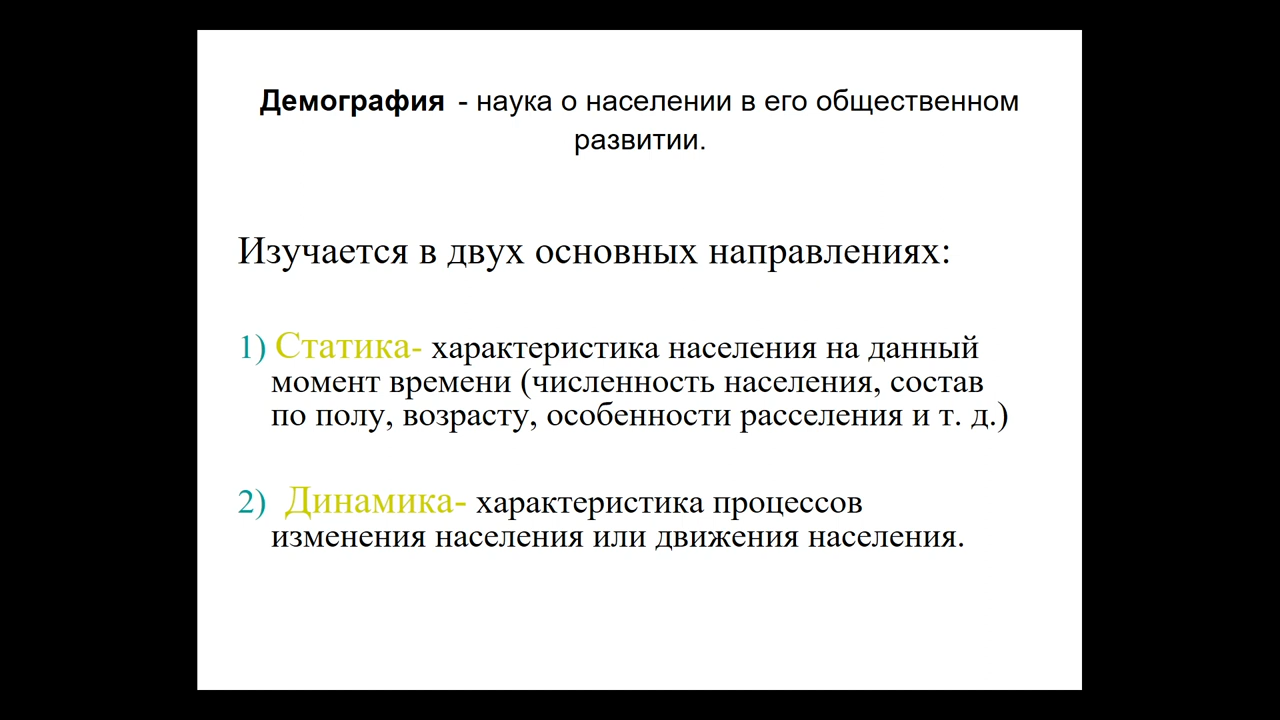 Демография - наука о населении в его общественном
развитии.
Изучается в двух основных направлениях:
1) Статика- характеристика населения на данный
момент времени (численность населения, состав
по полу, возрасту, особенности расселения и т. д.)
2) Динамика- характеристика процессов
изменения населения или движения населения.